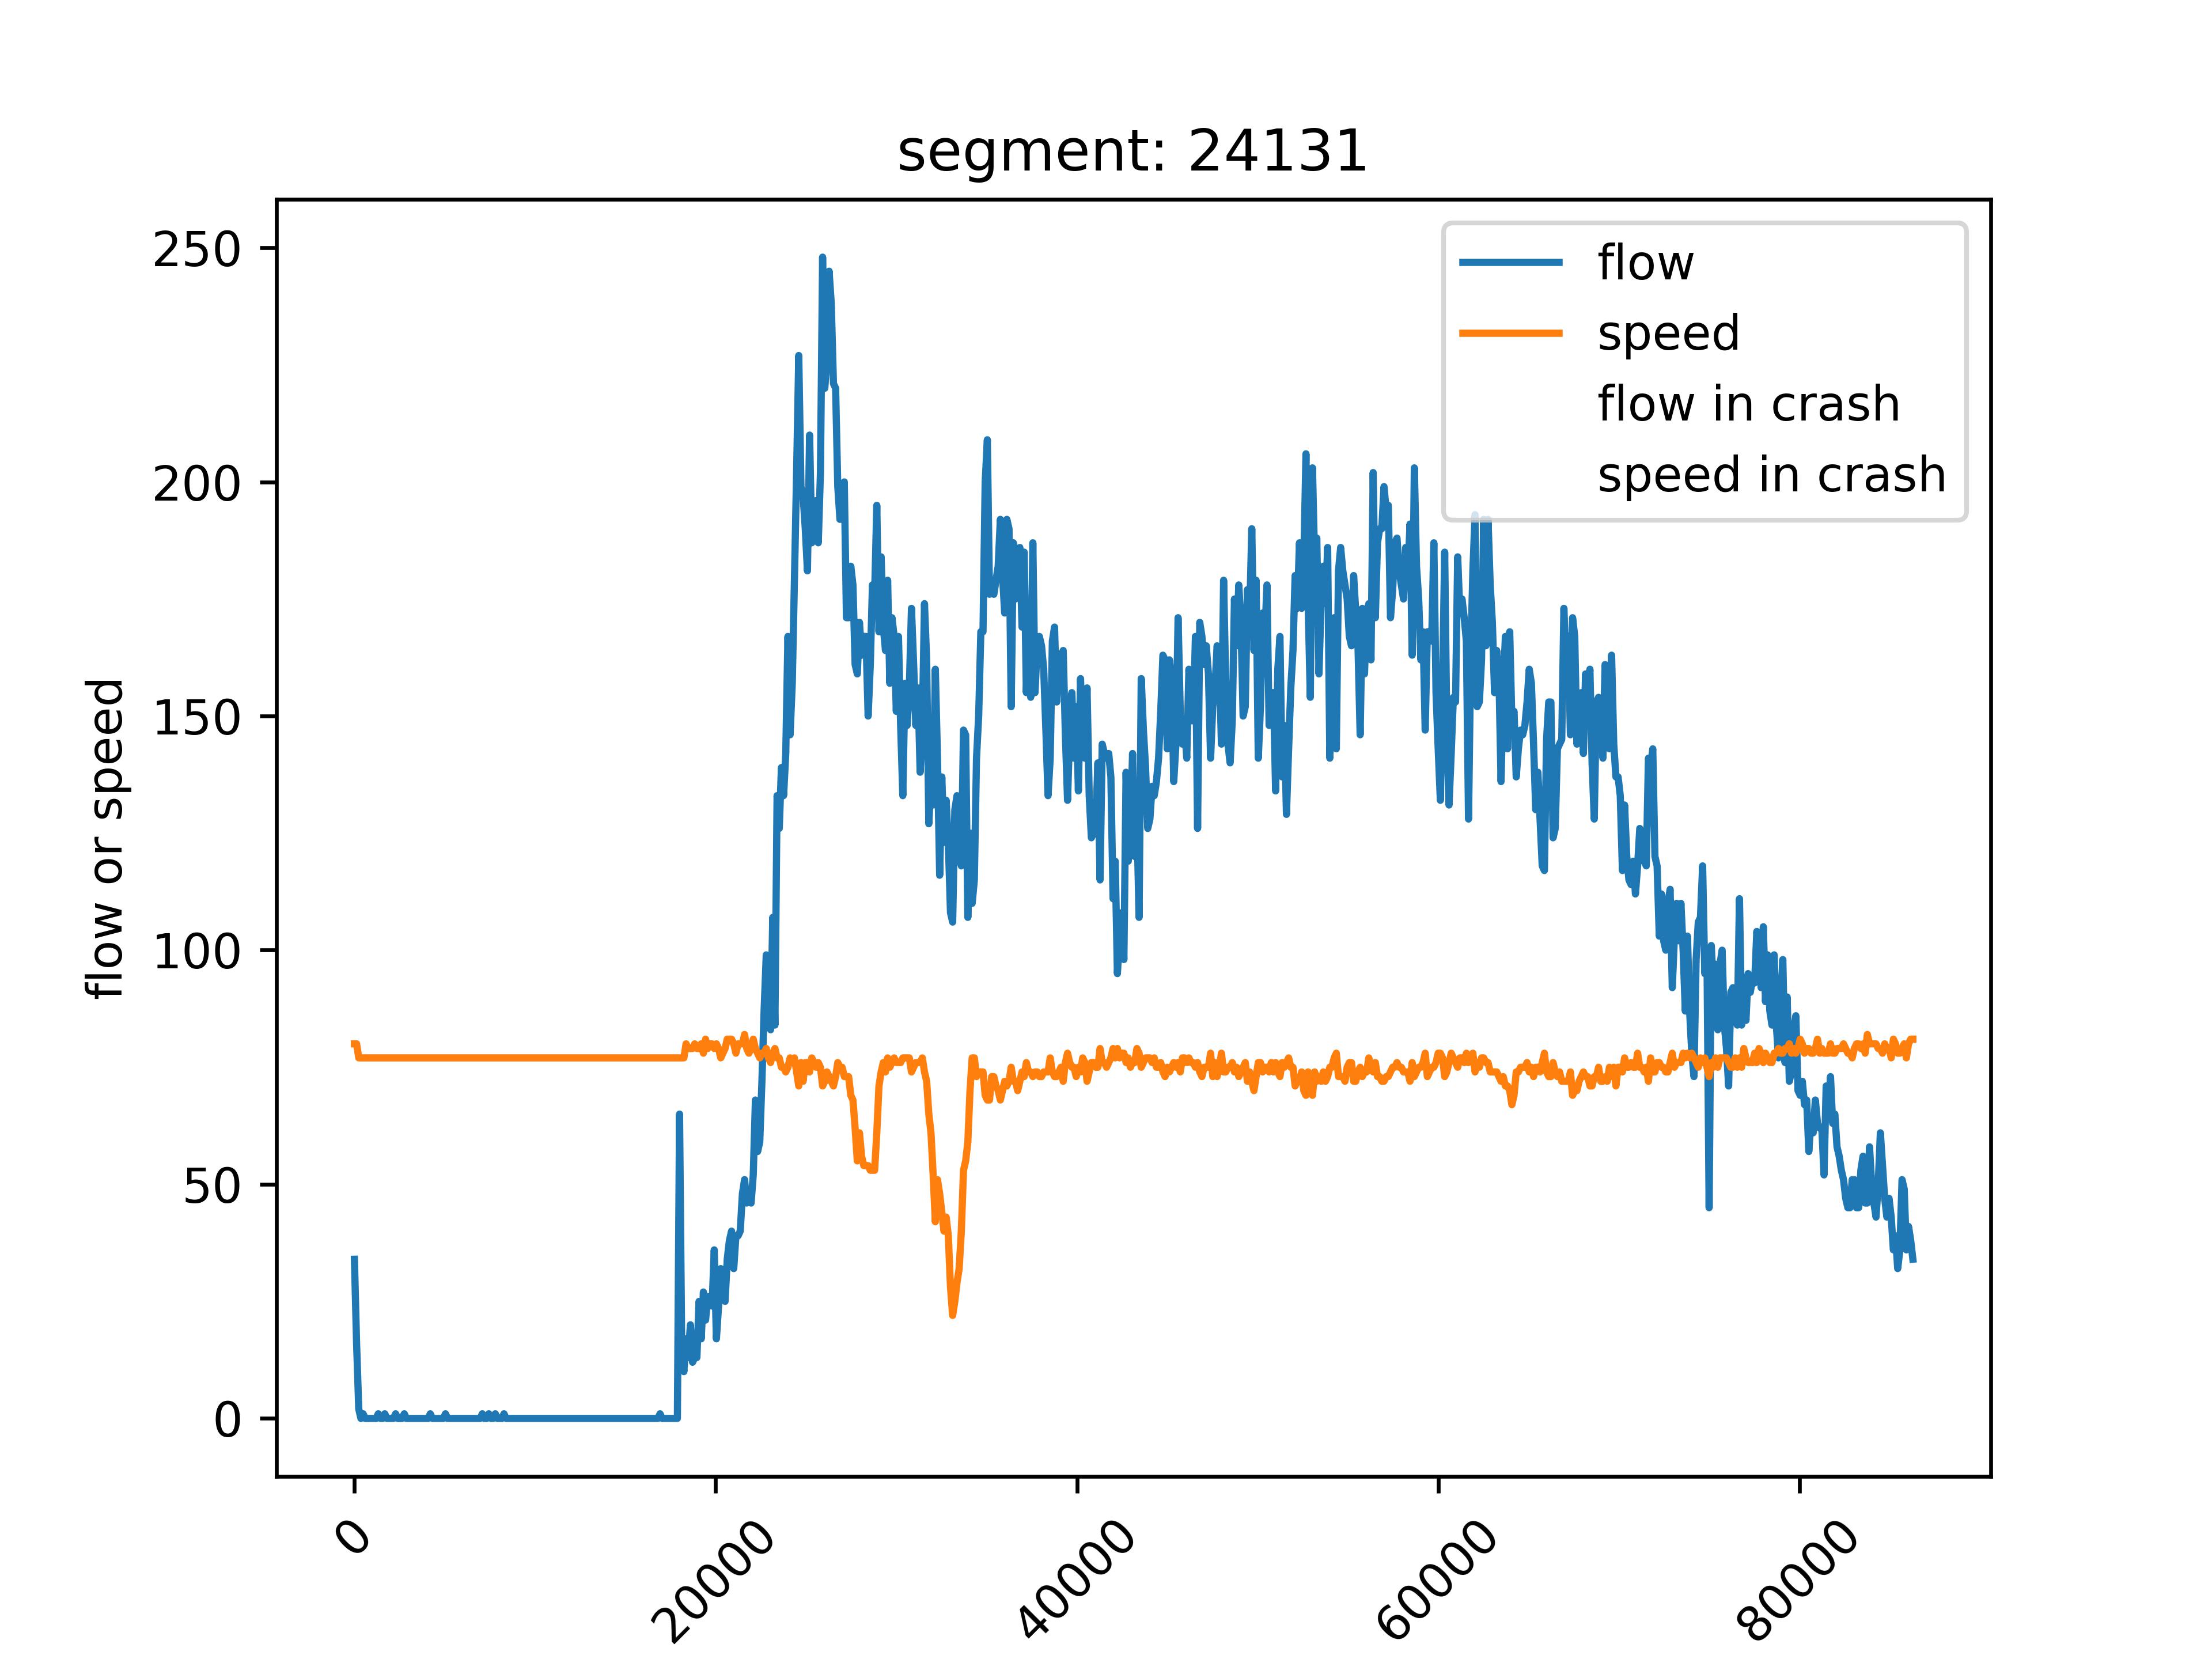 segment: 24131
250
200
150
100
50
0
flow or speed
flow
speed
flow in crash
speed in crash
0
20000
40000
60000
80000